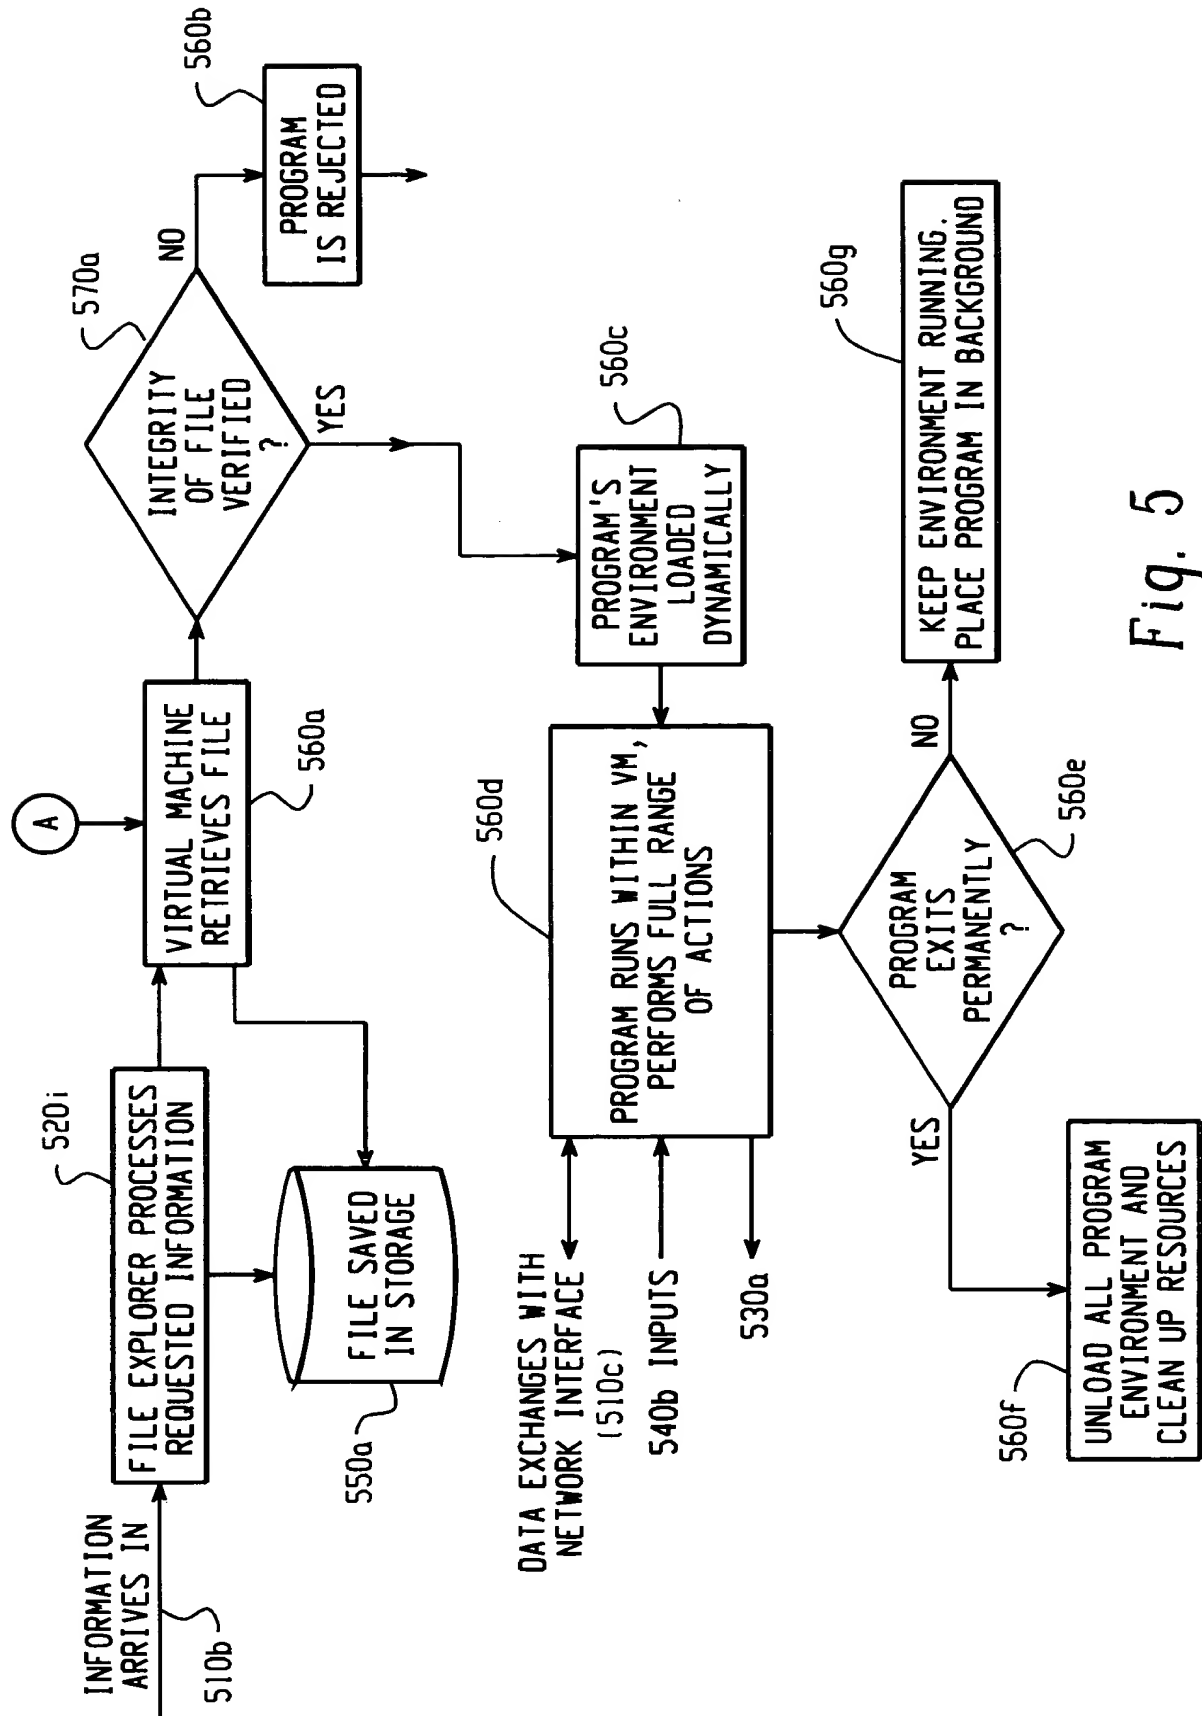 INFORMATION
ARRIVES IN
510b
FILE EXPLORER PROCESSES
REQUESTED INFORMATION
520i
FILE SAVED
IN STORAGE
550a
A
VIRTUAL MACHINE
RETRIEVES FILE
560a
INTEGRITY
OF FILE
VERIFIED
?
570a
NO
PROGRAM
IS REJECTED
560b
YES
PROGRAM'S
ENVIRONMENT
LOADED
DYNAMICALLY
560c
PROGRAM RUNS WITHIN VM,
PERFORMS FULL RANGE
OF ACTIONS
560d
DATA EXCHANGES WITH
NETWORK INTERFACE
(510c)
540b INPUTS
530a
PROGRAM
EXITS
PERMANENTLY
?
560e
YES
UNLOAD ALL PROGRAM
ENVIRONMENT AND
CLEAN UP RESOURCES
560f
NO
KEEP ENVIRONMENT RUNNING.
PLACE PROGRAM IN BACKGROUND
560g
Fig. 5